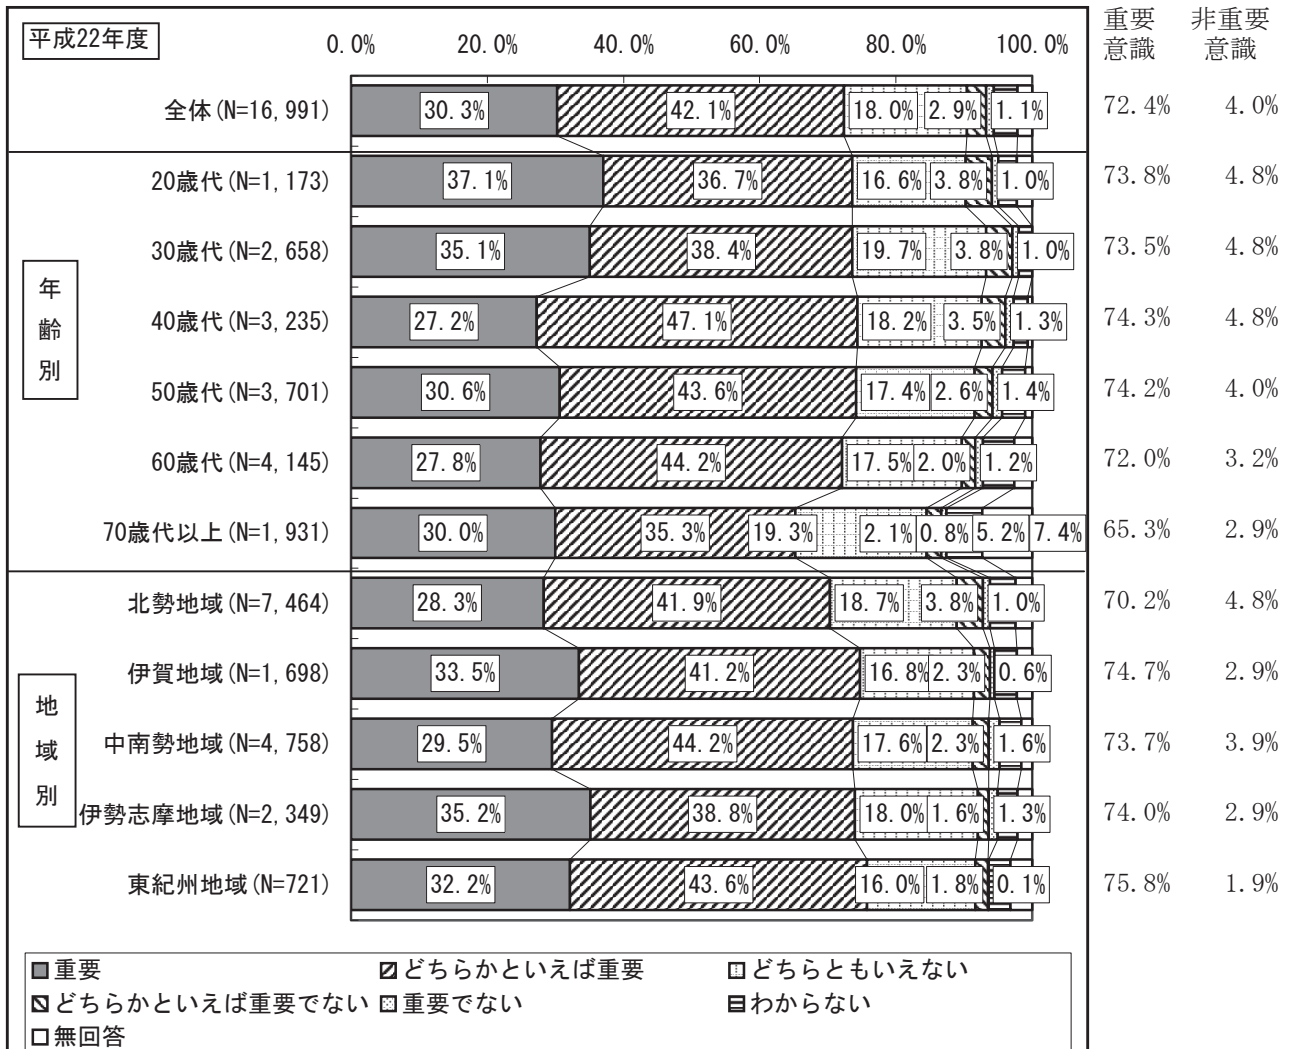 平成22年度
0.0% 20.0% 40.0% 60.0% 80.0% 100.0%
重要意識 非重要意識
全体(N=16,991) 30.3% 42.1% 18.0% 2.9% 1.1% 72.4% 4.0%
年齢別
20歳代(N=1,173) 37.1% 36.7% 16.6% 3.8% 1.0% 73.8% 4.8%
30歳代(N=2,658) 35.1% 38.4% 19.7% 3.8% 1.0% 73.5% 4.8%
40歳代(N=3,235) 27.2% 47.1% 18.2% 3.5% 1.3% 74.3% 4.8%
50歳代(N=3,701) 30.6% 43.6% 17.4% 2.6% 1.4% 74.2% 4.0%
60歳代(N=4,145) 27.8% 44.2% 17.5% 2.0% 1.2% 72.0% 3.2%
70歳代以上(N=1,931) 30.0% 35.3% 19.3% 2.1% 0.8% 5.2% 7.4% 65.3% 2.9%
地域別
北勢地域(N=7,464) 28.3% 41.9% 18.7% 3.8% 1.0% 70.2% 4.8%
伊賀地域(N=1,698) 33.5% 41.2% 16.8% 2.3% 0.6% 74.7% 2.9%
中南勢地域(N=4,758) 29.5% 44.2% 17.6% 2.3% 1.6% 73.7% 3.9%
伊勢志摩地域(N=2,349) 35.2% 38.8% 18.0% 1.6% 1.3% 74.0% 2.9%
東紀州地域(N=721) 32.2% 43.6% 16.0% 1.8% 0.1% 75.8% 1.9%
重要 どちらかといえば重要 どちらともいえない
どちらかといえば重要でない 重要でない わからない
無回答